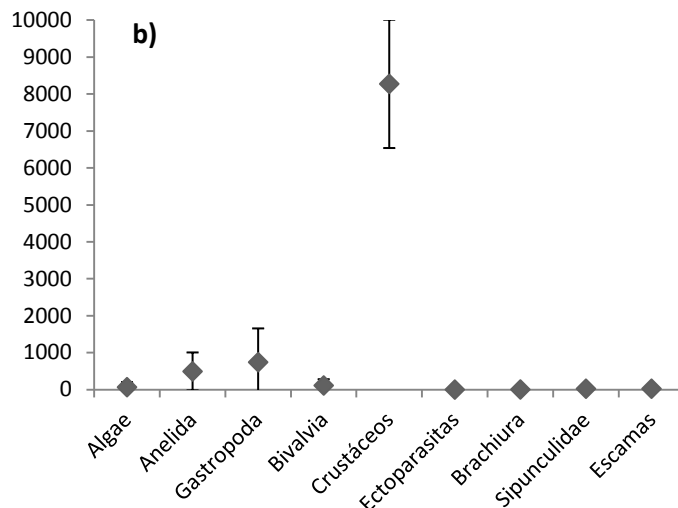 b)
10000
9000
8000
7000
6000
5000
4000
3000
2000
1000
0
Algae
Anelida
Gastropoda
Bivalvia
Crustáceos
Ectoparasitas
Brachiura
Sipunculidae
Escamas